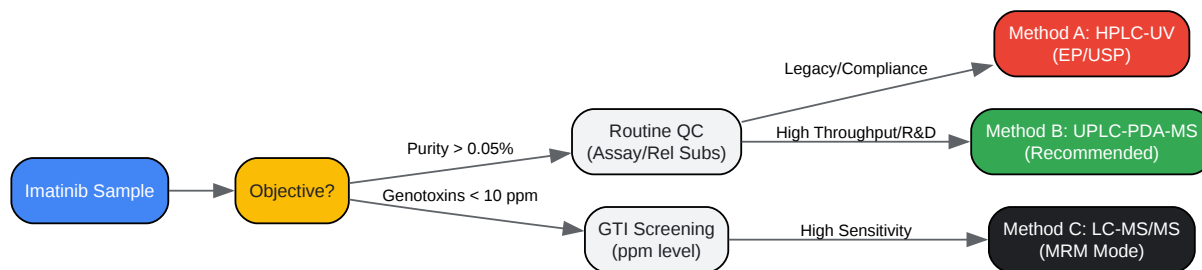 Imatinib Sample
Objective?
Purity > 0.05%
Genotoxins < 10 ppm
Routine QC
(Assay/Rel Subs)
GTI Screening
(ppm level)
Legacy/Compliance
High Throughput/R&D
High Sensitivity
Method A: HPLC-UV
(EP/USP)
Method B: UPLC-PDA-MS
(Recommended)
Method C: LC-MS/MS
(MRM Mode)